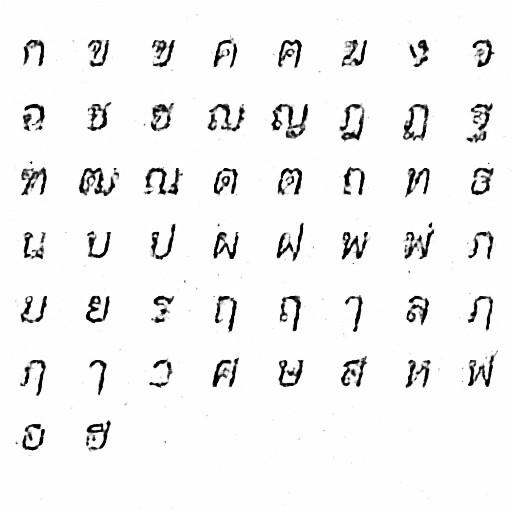 ก ข ฃ ค ฅ ฆ ง จ
ฉ ช ซ ฌ ญ ฎ ฏ ฐ
ฑ ฒ ณ ด ต ถ ท ธ
น บ ป ผ ฝ พ ฟ ภ
ม ย ร ฤ ฤ ๅ ล ภ
ฦ ๅ ว ศ ษ ส ห ฬ
อ ฮ